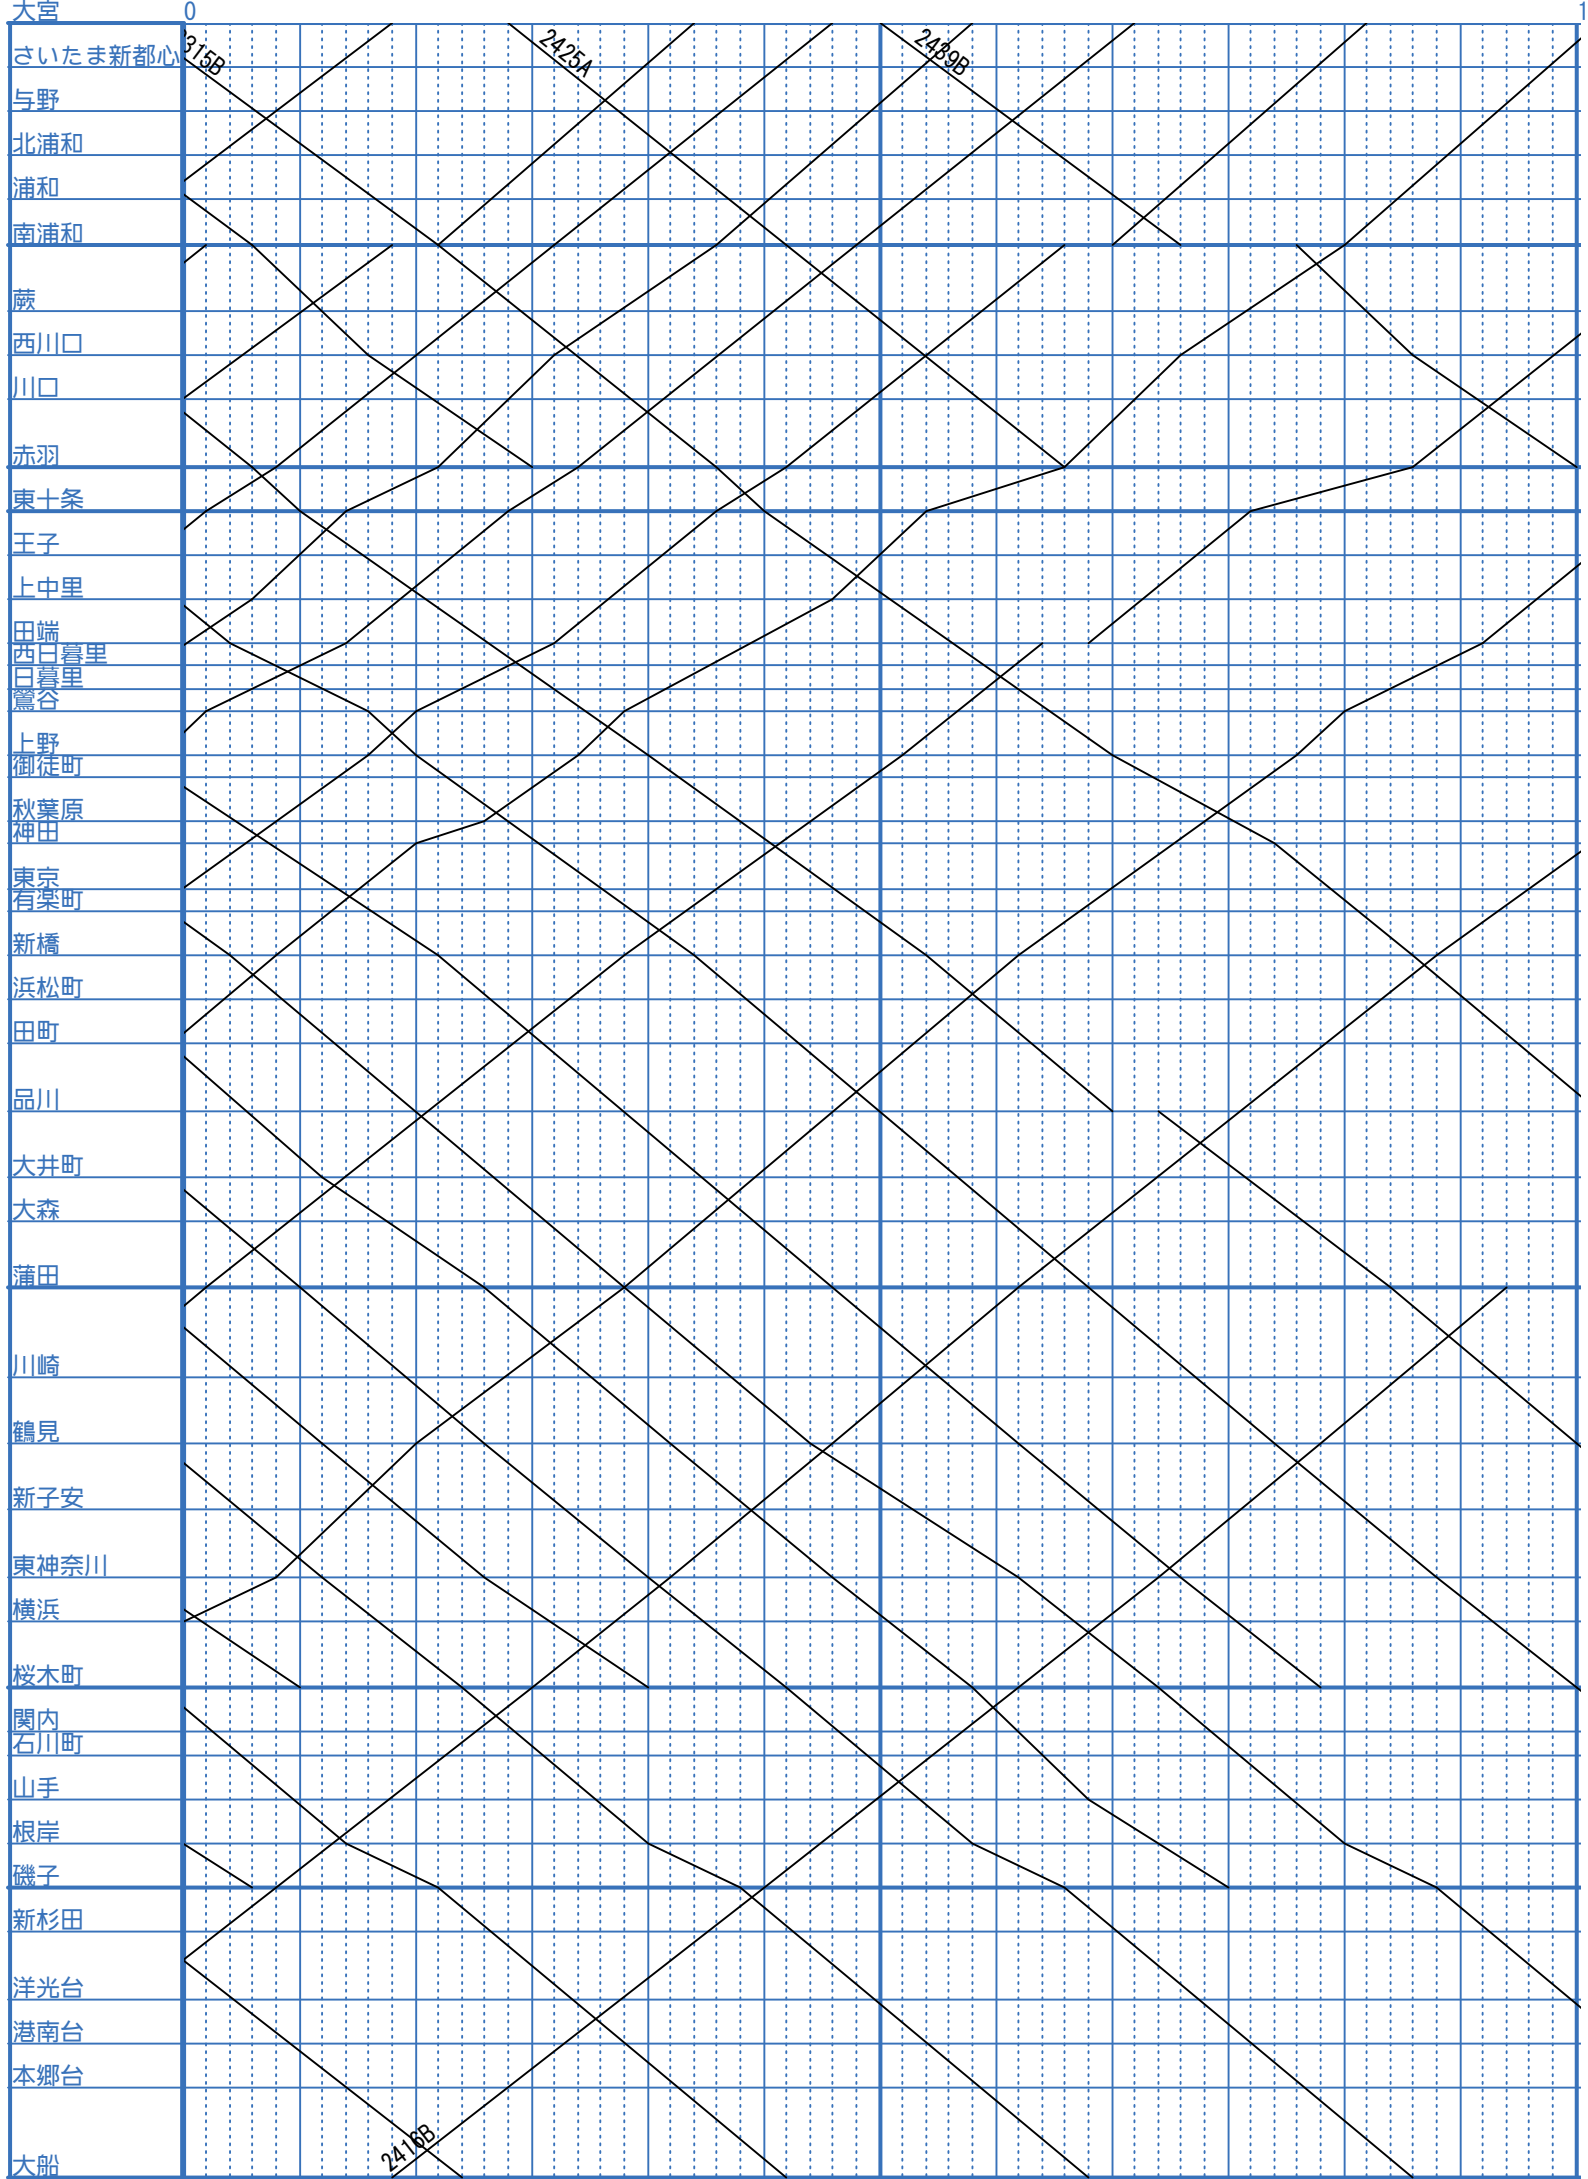 大宮 0 1
さいたま新都心 2425A 2439B
与野
北浦和
浦和
南浦和
蕨
西川口
川口
赤羽
東十条
王子
上中里
田端
西日暮里
日暮里
鶯谷
上野
御徒町
秋葉原
神田
東京
有楽町
新橋
浜松町
田町
品川
大井町
大森
蒲田
川崎
鶴見
新子安
東神奈川
横浜
桜木町
関内
石川町
山手
根岸
磯子
新杉田
洋光台
港南台
本郷台
2416B
大船